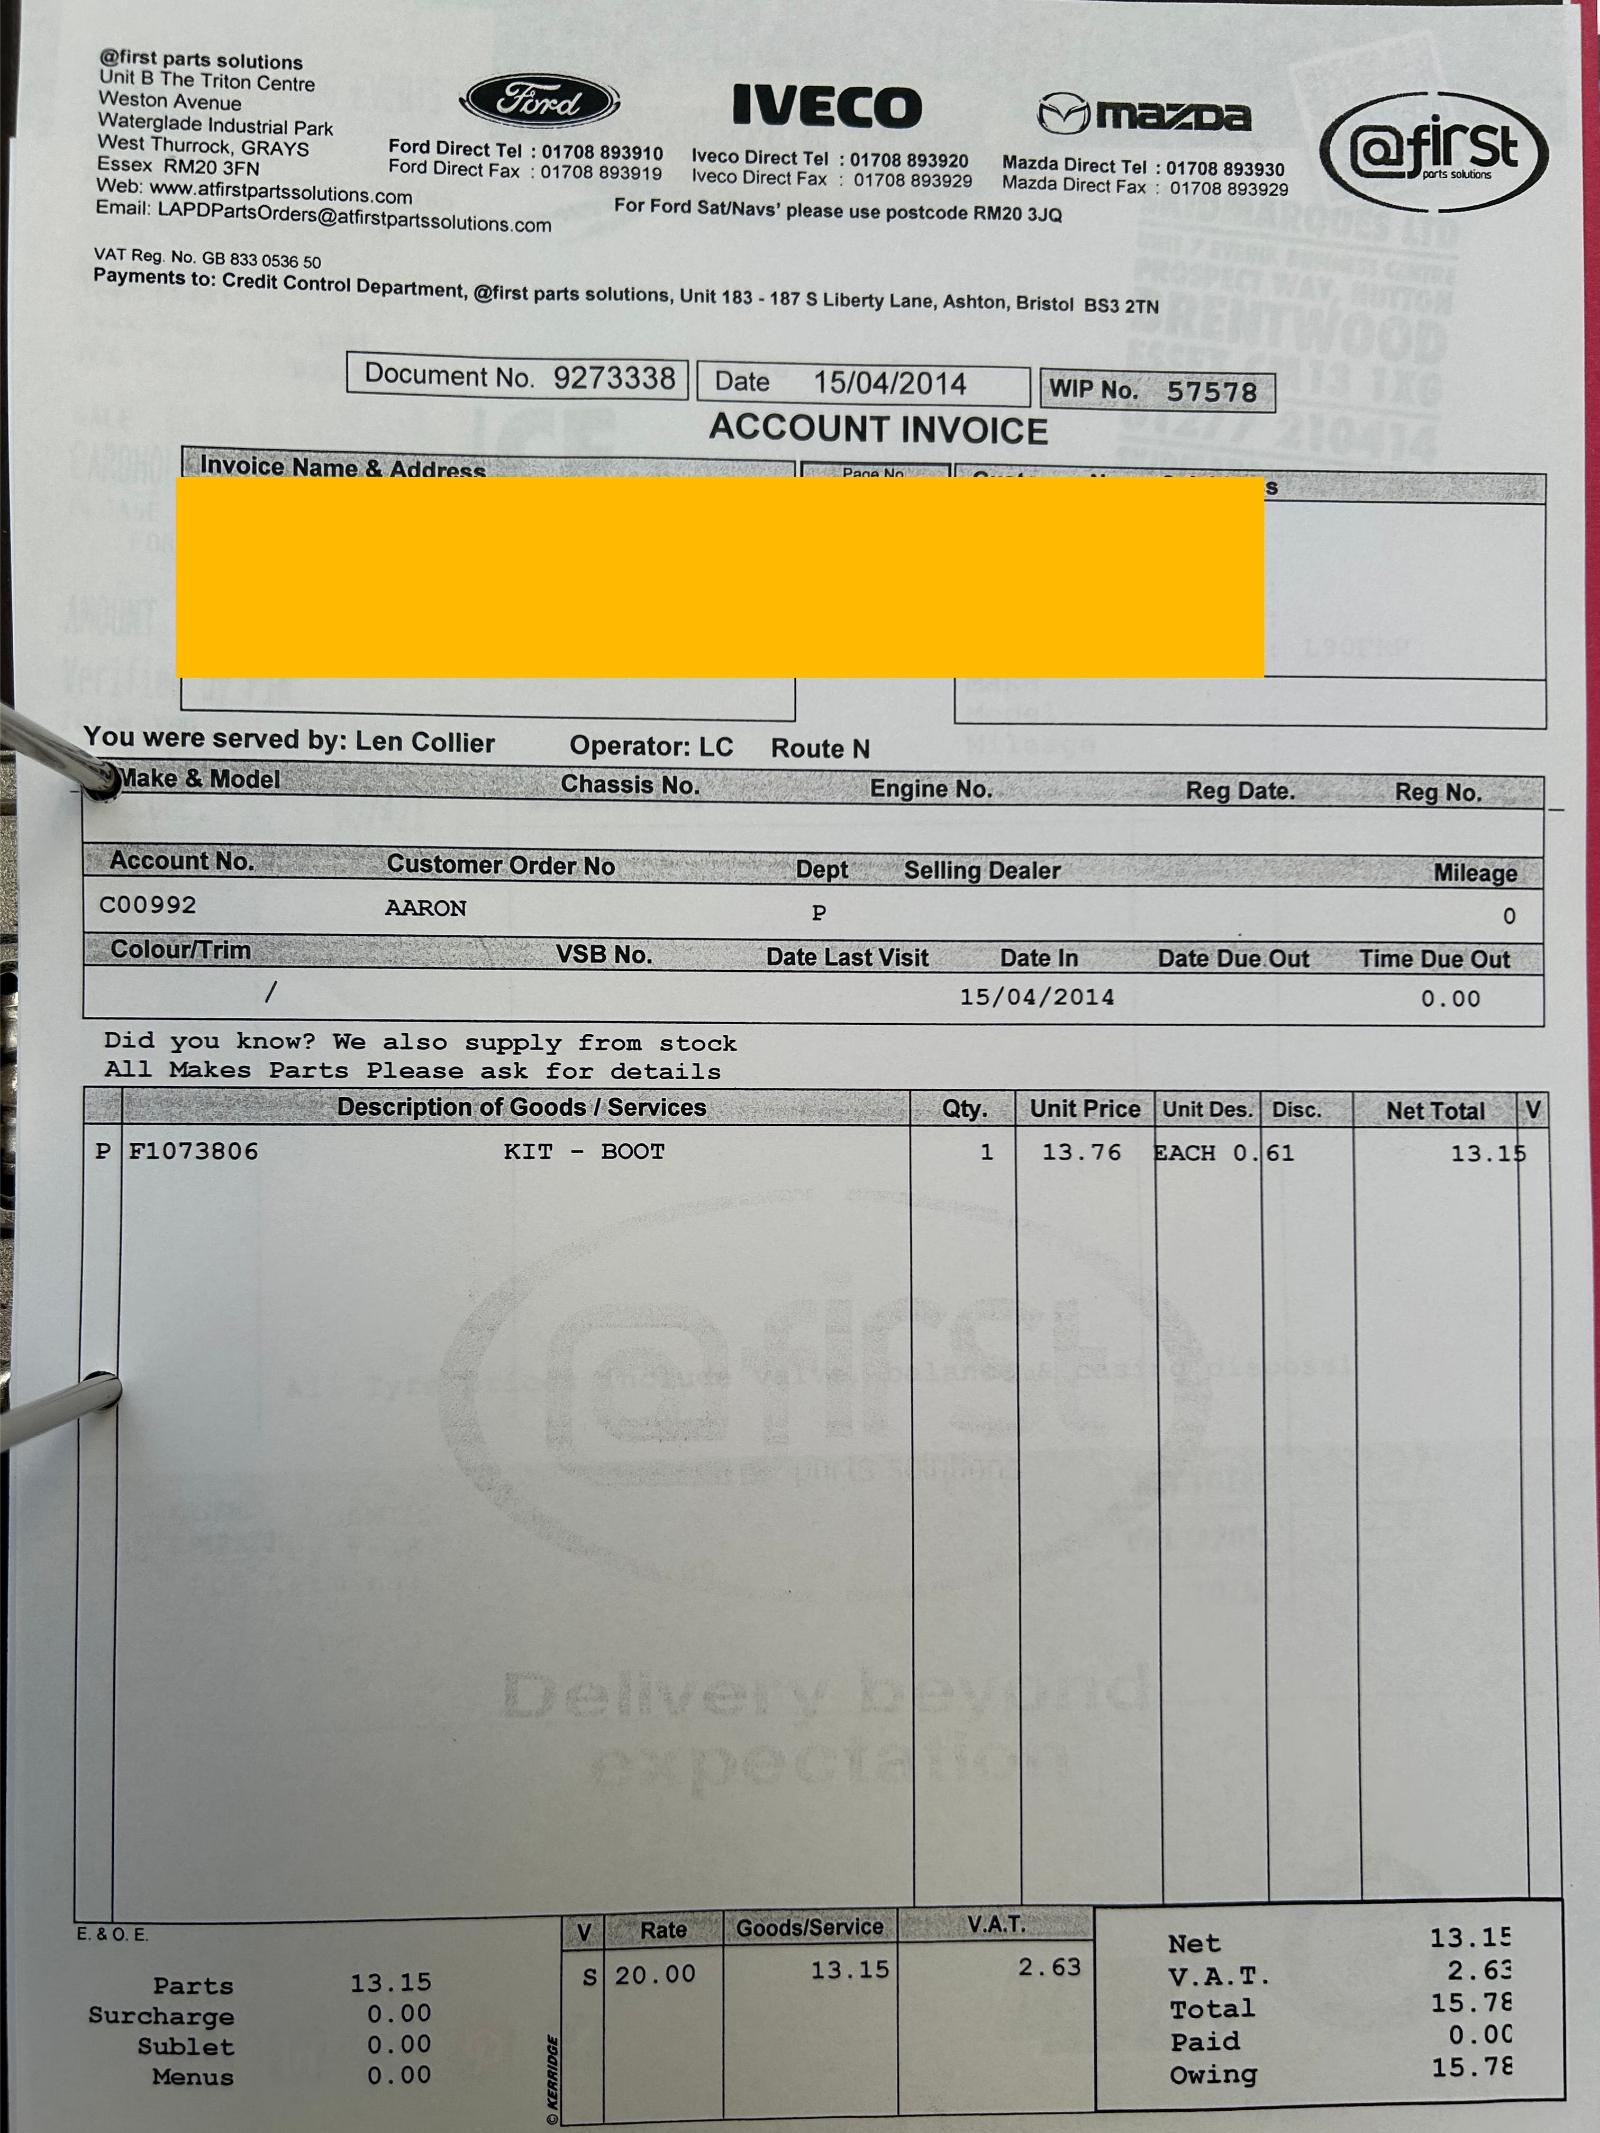 @first parts solutions
Unit B The Triton Centre
Weston Avenue
Waterglade Industrial Park
West Thurrock, GRAYS
Essex RM20 3FN
Web: www.atfirstpartssolutions.com
Email: LAPDPartsOrders@atfirstpartssolutions.com
Ford
Ford Direct Tel : 01708 893910
Ford Direct Fax : 01708 893919
IVECO
Iveco Direct Tel : 01708 893920
Iveco Direct Fax : 01708 893929
mazda
Mazda Direct Tel : 01708 893930
Mazda Direct Fax : 01708 893929
@first
parts solutions
For Ford Sat/Navs' please use postcode RM20 3JQ
VAT Reg. No. GB 833 0536 50
Payments to: Credit Control Department, @first parts solutions, Unit 183 - 187 S Liberty Lane, Ashton, Bristol BS3 2TN
Document No. 9273338 Date 15/04/2014 WIP No. 57578
ACCOUNT INVOICE
Invoice Name & Address Page No
You were served by: Len Collier Operator: LC Route N
Make & Model Chassis No. Engine No. Reg Date. Reg No.
Account No. Customer Order No Dept Selling Dealer Mileage
C00992 AARON P 0
Colour/Trim VSB No. Date Last Visit Date In Date Due Out Time Due Out
/ 15/04/2014 0.00
Did you know? We also supply from stock
All Makes Parts Please ask for details
Description of Goods / Services Qty. Unit Price Unit Des. Disc. Net Total V
P F1073806 KIT - BOOT 1 13.76 EACH 0.61 13.15
@first
parts solutions
Delivery beyond
expectation
E. & O. E.
Parts 13.15
Surcharge 0.00
Sublet 0.00
Menus 0.00
© KERRIDGE
V Rate Goods/Service V.A.T.
S 20.00 13.15 2.63
Net 13.15
V.A.T. 2.63
Total 15.78
Paid 0.00
Owing 15.78